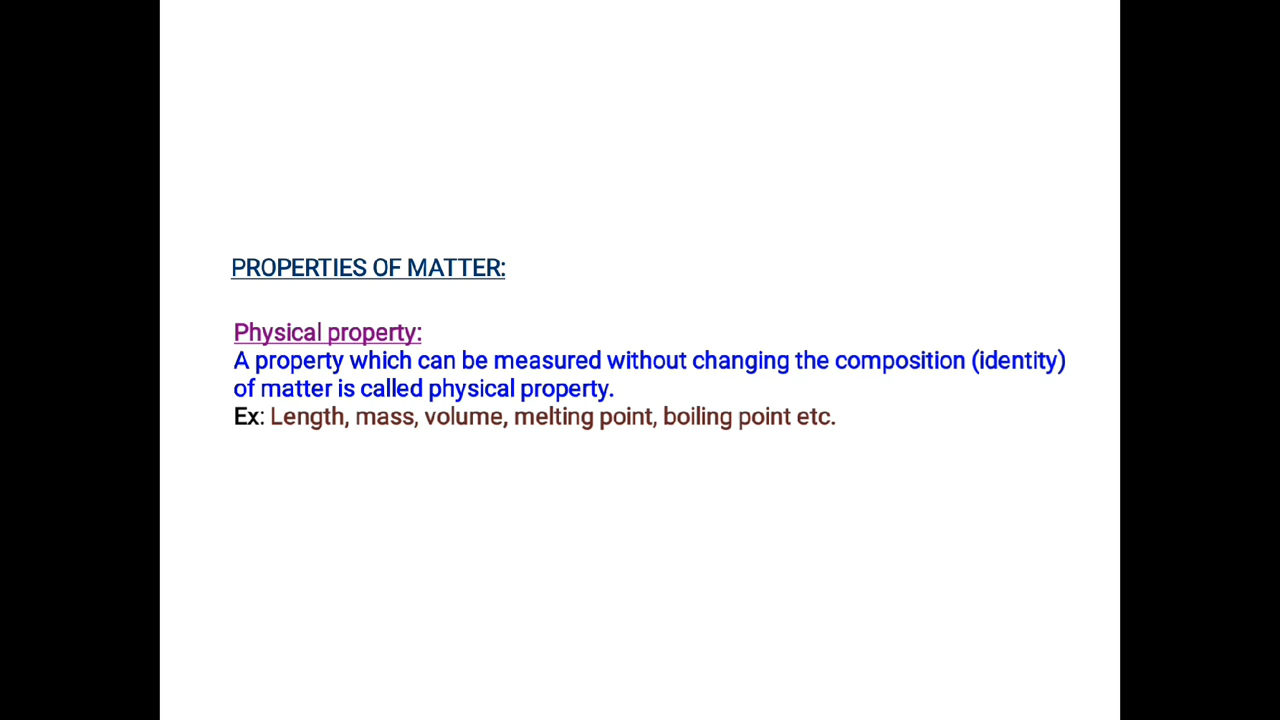 PROPERTIES OF MATTER:
Physical property:
A property which can be measured without changing the composition (identity)
of matter is called physical property.
Ex: Length, mass, volume, melting point, boiling point etc.